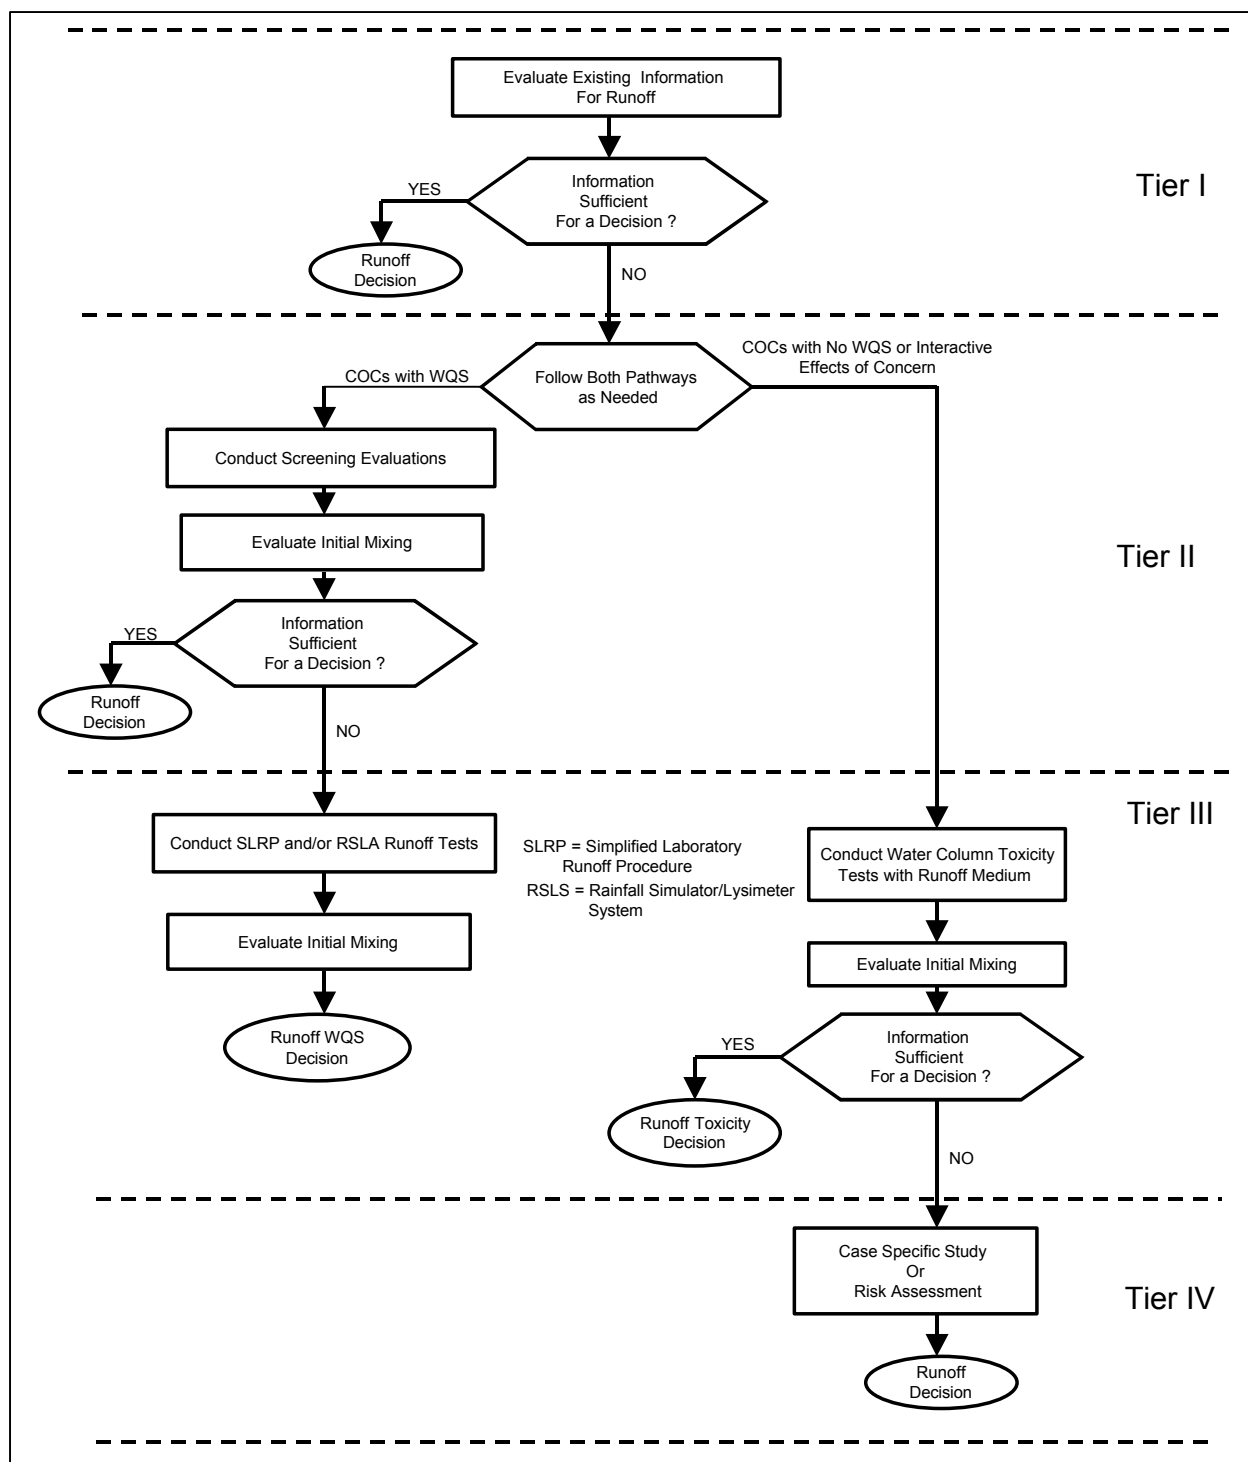 Evaluate Existing Information
For Runoff
Information
Sufficient
For a Decision ?
YES
Tier I
Runoff
Decision
NO
COCs with No WQS or Interactive
Effects of Concern
COCs with WQS
Follow Both Pathways
as Needed
Conduct Screening Evaluations
Evaluate Initial Mixing
Tier II
Information
Sufficient
For a Decision ?
YES
Runoff
Decision
NO
Tier III
Conduct SLRP and/or RSLA Runoff Tests
SLRP = Simplified Laboratory
Runoff Procedure
RSLS = Rainfall Simulator/Lysimeter
System
Conduct Water Column Toxicity
Tests with Runoff Medium
Evaluate Initial Mixing
Evaluate Initial Mixing
Runoff WQS
Decision
Information
Sufficient
For a Decision ?
YES
Runoff Toxicity
Decision
NO
Case Specific Study
Or
Risk Assessment
Tier IV
Runoff
Decision